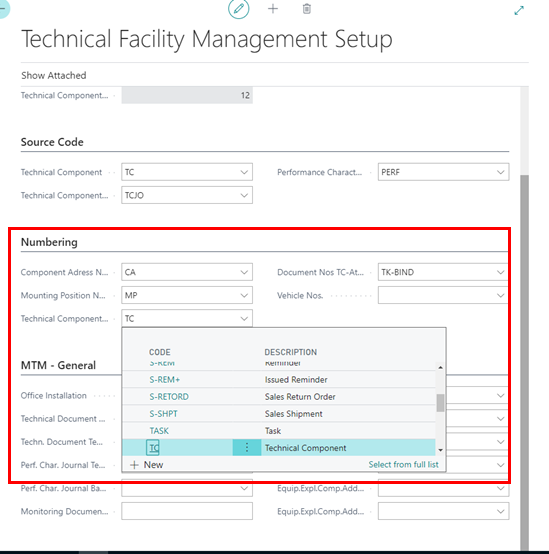 Technical Facility Management Setup
Show Attached
Technical Component... 12
Source Code
Technical Component TC Performance Charact... PERF
Technical Component... TCJO
Numbering
Component Adress N... CA Document Nos TC-At... TK-BIND
Mounting Position N... MP Vehicle Nos.
Technical Component... TC
CODE DESCRIPTION
S-REM Reminder
S-REM+ Issued Reminder
S-RETORD Sales Return Order
S-SHPT Sales Shipment
TASK Task
TC Technical Component
+ New Select from full list
MTM - General
Office Installation
Technical Document ...
Techn. Document Te...
Perf. Char. Journal Te...
Perf. Char. Journal Ba... Equip.Expl.Comp.Add...
Monitoring Documen... Equip.Expl.Comp.Add...